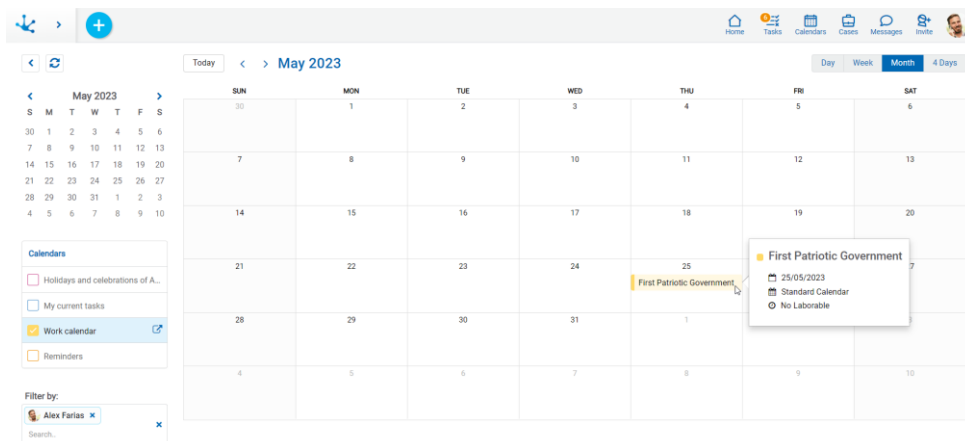 Home
6
Tasks
Calendars
Cases
Messages
Invite
Today
May 2023
Day Week Month 4 Days
May 2023
S M T W T F S
30 1 2 3 4 5 6
7 8 9 10 11 12 13
14 15 16 17 18 19 20
21 22 23 24 25 26 27
28 29 30 31 1 2 3
4 5 6 7 8 9 10
Calendars
Holidays and celebrations of A...
My current tasks
Work calendar
Reminders
Filter by:
Alex Farias ×
Search..
SUN MON TUE WED THU FRI SAT
30 1 2 3 4 5 6
7 8 9 10 11 12 13
14 15 16 17 18 19 20
21 22 23 24 25 7
First Patriotic Government
28 29 30 31 1
4 5 6 7 8 9 10
First Patriotic Government
25/05/2023
Standard Calendar
No Laborable